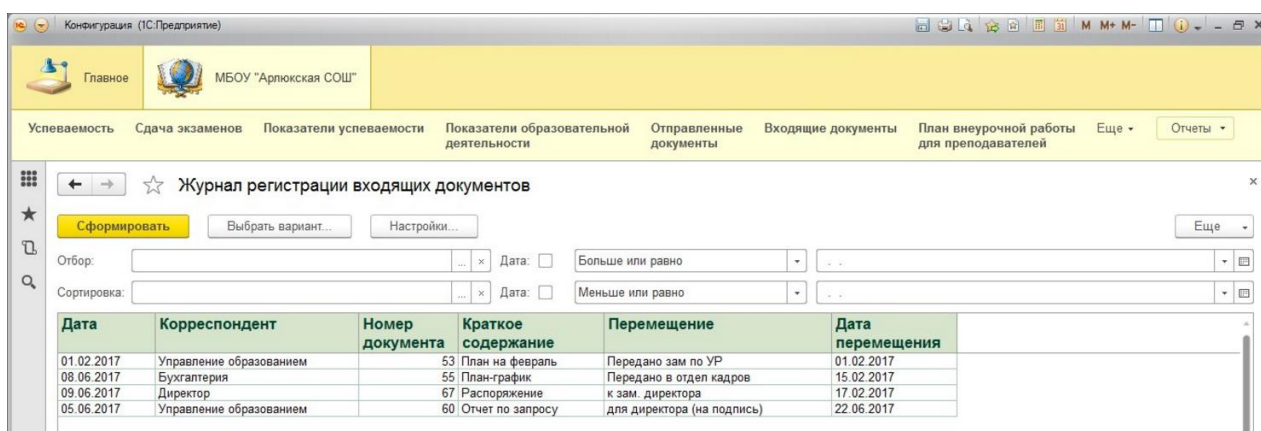 Конфигурация (1С:Предприятие)
M M+ M-
Главное
МБОУ "Арлюкская СОШ"
Успеваемость Сдача экзаменов Показатели успеваемости Показатели образовательной деятельности Отправленные документы Входящие документы План внеурочной работы для преподавателей Еще Отчеты
Журнал регистрации входящих документов
Сформировать Выбрать вариант... Настройки... Еще
Отбор: ... Дата: Больше или равно . .
Сортировка: ... Дата: Меньше или равно . .
Дата Корреспондент Номер документа Краткое содержание Перемещение Дата перемещения
01.02.2017 Управление образованием 53 План на февраль Передано зам по УР 01.02.2017
08.06.2017 Бухгалтерия 55 План-график Передано в отдел кадров 15.02.2017
09.06.2017 Директор 67 Распоряжение к зам. директора 17.02.2017
05.06.2017 Управление образованием 60 Отчет по запросу для директора (на подпись) 22.06.2017